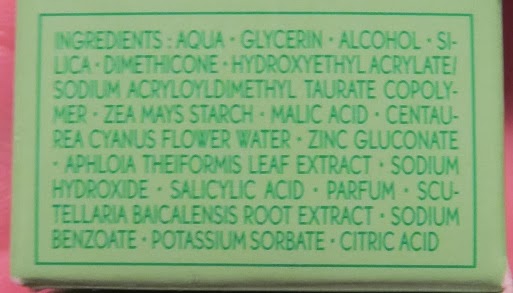 INGREDIENTS : AQUA • GLYCERIN • ALCOHOL • SI-
LICA • DIMETHICONE • HYDROXYETHYL ACRYLATE/
SODIUM ACRYLOYLDIMETHYL TAURATE COPOLY-
MER • ZEA MAYS STARCH • MALIC ACID • CENTAU-
REA CYANUS FLOWER WATER • ZINC GLUCONATE
• APHLOIA THEIFORMIS LEAF EXTRACT • SODIUM
HYDROXIDE • SALICYLIC ACID • PARFUM • SCU-
TELLARIA BAICALENSIS ROOT EXTRACT • SODIUM
BENZOATE • POTASSIUM SORBATE • CITRIC ACID